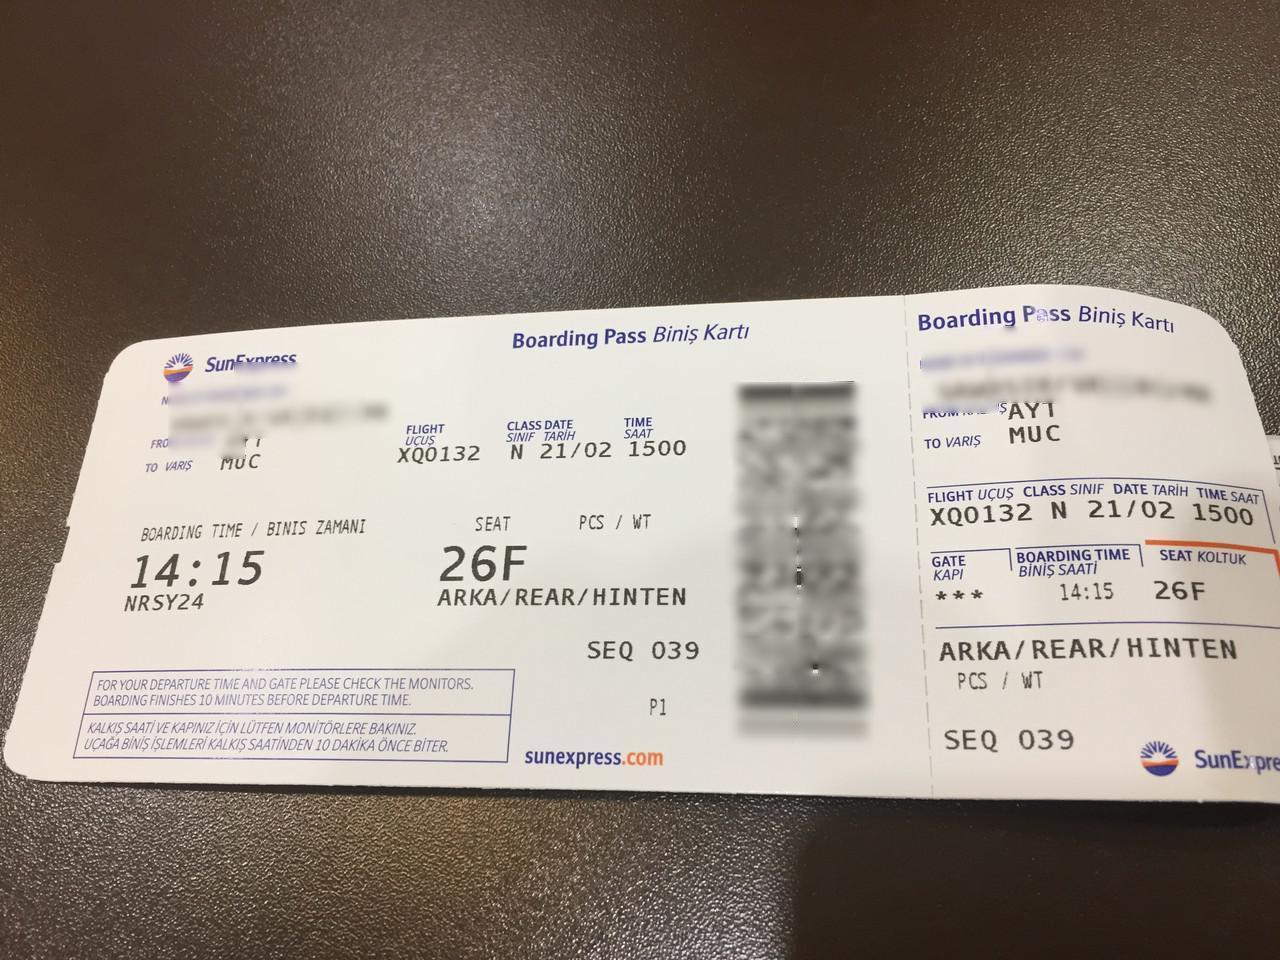 Boarding Pass Biniş Kartı
SunExpress
MUC
TO VARIŞ
FLIGHT CLASS DATE TIME
UÇUŞ SINIF TARİH SAAT
XQ0132 N 21/02 1500
BOARDING TIME / BINIS ZAMANI SEAT PCS / WT
14:15 26F
NRSY24 ARKA/REAR/HINTEN
SEQ 039
FOR YOUR DEPARTURE TIME AND GATE PLEASE CHECK THE MONITORS.
BOARDING FINISHES 10 MINUTES BEFORE DEPARTURE TIME.
P1
KALKIŞ SAATİ VE KAPINIZ İÇİN LÜTFEN MONİTÖRLERE BAKINIZ.
UÇAĞA BİNİŞ İŞLEMLERİ KALKIŞ SAATİNDEN 10 DAKİKA ÖNCE BİTER.
sunexpress.com
Boarding Pass Biniş Kartı
AYT
TO VARIŞ MUC
FLIGHT UÇUŞ CLASS SINIF DATE TARİH TIME SAAT
XQ0132 N 21/02 1500
GATE BOARDING TIME SEAT KOLTUK
KAPI BİNİŞ SAATİ
*** 14:15 26F
ARKA/REAR/HINTEN
PCS / WT
SEQ 039